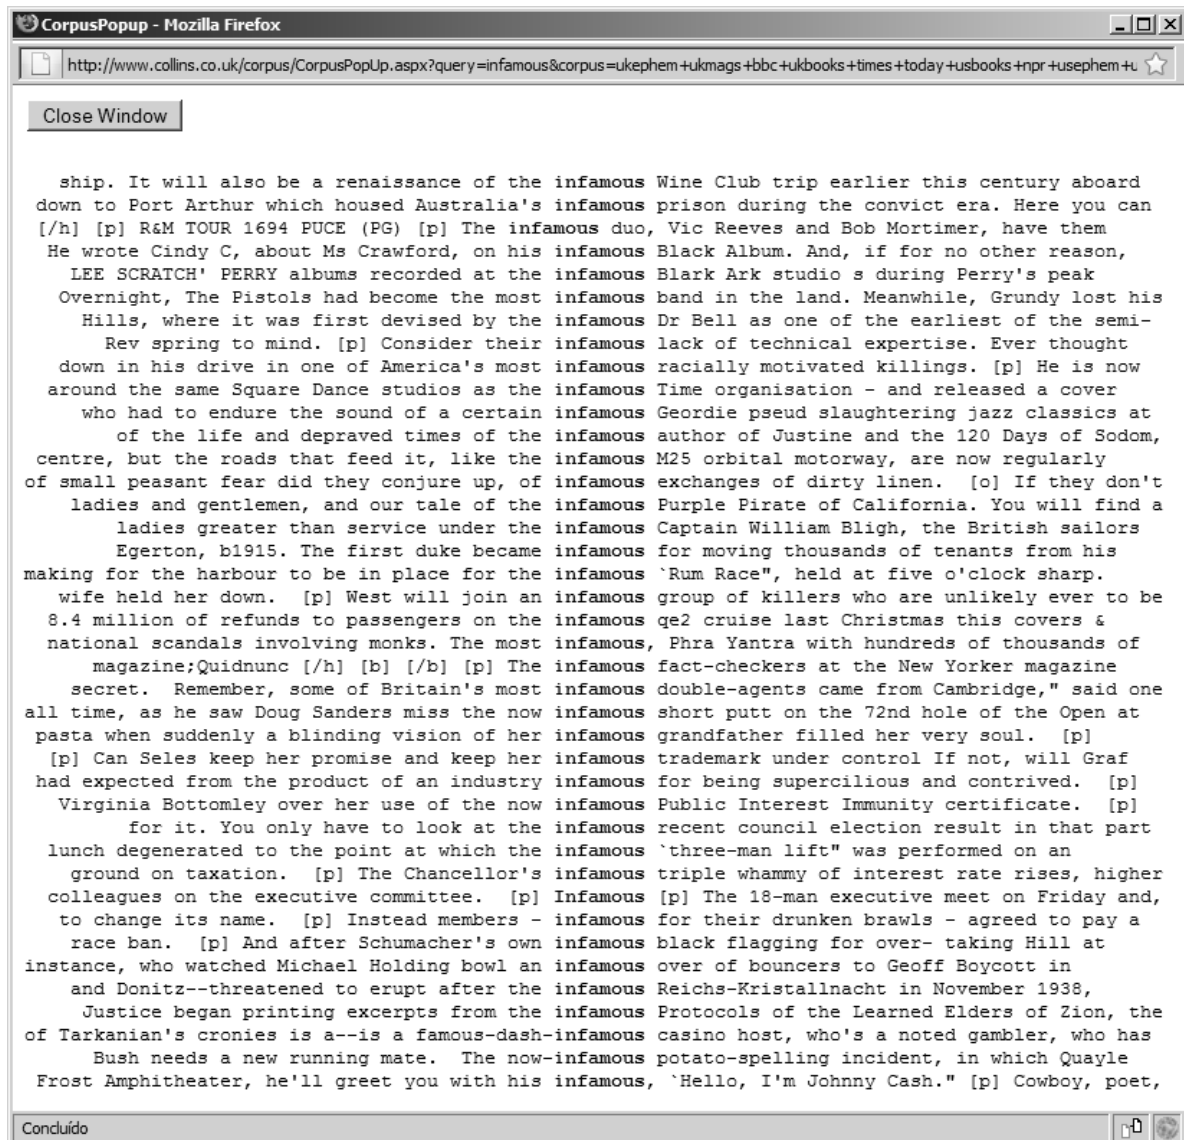 CorpusPopup - Mozilla Firefox
http://www.collins.co.uk/corpus/CorpusPopUp.aspx?query=infamous&corpus=ukephem+ukmags+bbc+ukbooks+times+today+usbooks+npr+usephem+u
Close Window
ship. It will also be a renaissance of the infamous Wine Club trip earlier this century aboard
down to Port Arthur which housed Australia's infamous prison during the convict era. Here you can
[/h] [p] R&M TOUR 1694 PUCE (PG) [p] The infamous duo, Vic Reeves and Bob Mortimer, have them
He wrote Cindy C, about Ms Crawford, on his infamous Black Album. And, if for no other reason,
LEE SCRATCH' PERRY albums recorded at the infamous Blark Ark studio s during Perry's peak
Overnight, The Pistols had become the most infamous band in the land. Meanwhile, Grundy lost his
Hills, where it was first devised by the infamous Dr Bell as one of the earliest of the semi-
Rev spring to mind. [p] Consider their infamous lack of technical expertise. Ever thought
down in his drive in one of America's most infamous racially motivated killings. [p] He is now
around the same Square Dance studios as the infamous Time organisation - and released a cover
who had to endure the sound of a certain infamous Geordie pseud slaughtering jazz classics at
of the life and depraved times of the infamous author of Justine and the 120 Days of Sodom,
centre, but the roads that feed it, like the infamous M25 orbital motorway, are now regularly
of small peasant fear did they conjure up, of infamous exchanges of dirty linen. [o] If they don't
ladies and gentlemen, and our tale of the infamous Purple Pirate of California. You will find a
ladies greater than service under the infamous Captain William Bligh, the British sailors
Egerton, b1915. The first duke became infamous for moving thousands of tenants from his
making for the harbour to be in place for the infamous `Rum Race", held at five o'clock sharp.
wife held her down. [p] West will join an infamous group of killers who are unlikely ever to be
8.4 million of refunds to passengers on the infamous qe2 cruise last Christmas this covers &
national scandals involving monks. The most infamous, Phra Yantra with hundreds of thousands of
magazine;Quidnunc [/h] [b] [/b] [p] The infamous fact-checkers at the New Yorker magazine
secret. Remember, some of Britain's most infamous double-agents came from Cambridge," said one
all time, as he saw Doug Sanders miss the now infamous short putt on the 72nd hole of the Open at
pasta when suddenly a blinding vision of her infamous grandfather filled her very soul. [p]
[p] Can Seles keep her promise and keep her infamous trademark under control If not, will Graf
had expected from the product of an industry infamous for being supercilious and contrived. [p]
Virginia Bottomley over her use of the now infamous Public Interest Immunity certificate. [p]
for it. You only have to look at the infamous recent council election result in that part
lunch degenerated to the point at which the infamous `three-man lift" was performed on an
ground on taxation. [p] The Chancellor's infamous triple whammy of interest rate rises, higher
colleagues on the executive committee. [p] Infamous [p] The 18-man executive meet on Friday and,
to change its name. [p] Instead members - infamous for their drunken brawls - agreed to pay a
race ban. [p] And after Schumacher's own infamous black flagging for over- taking Hill at
instance, who watched Michael Holding bowl an infamous over of bouncers to Geoff Boycott in
and Donitz--threatened to erupt after the infamous Reichs-Kristallnacht in November 1938,
Justice began printing excerpts from the infamous Protocols of the Learned Elders of Zion, the
of Tarkanian's cronies is a--is a famous-dash-infamous casino host, who's a noted gambler, who has
Bush needs a new running mate. The now-infamous potato-spelling incident, in which Quayle
Frost Amphitheater, he'll greet you with his infamous, `Hello, I'm Johnny Cash." [p] Cowboy, poet,
Concluído